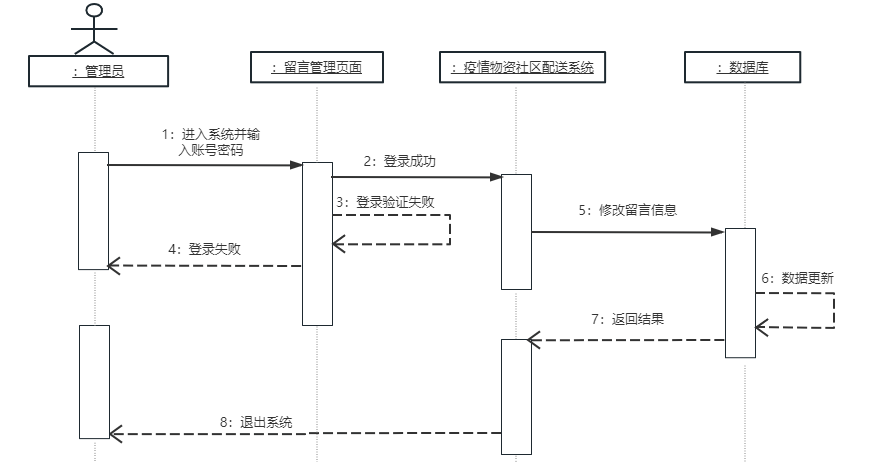 ：管理员
：留言管理页面
：疫情物资社区配送系统
：数据库
1：进入系统并输
入账号密码
2：登录成功
3：登录验证失败
4：登录失败
5：修改留言信息
6：数据更新
7：返回结果
8：退出系统